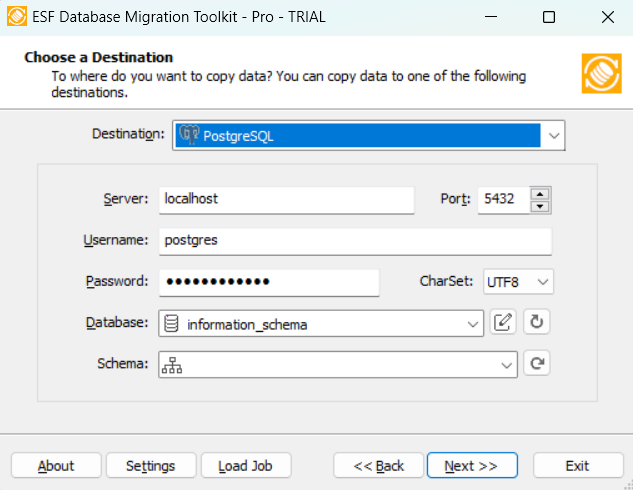 ESF Database Migration Toolkit - Pro - TRIAL
Choose a Destination
To where do you want to copy data? You can copy data to one of the following
destinations.
Destination: PostgreSQL
Server: localhost Port: 5432
Username: postgres
Password: ●●●●●●●●●●●● CharSet: UTF8
Database: information_schema
Schema:
About Settings Load Job << Back Next >> Exit